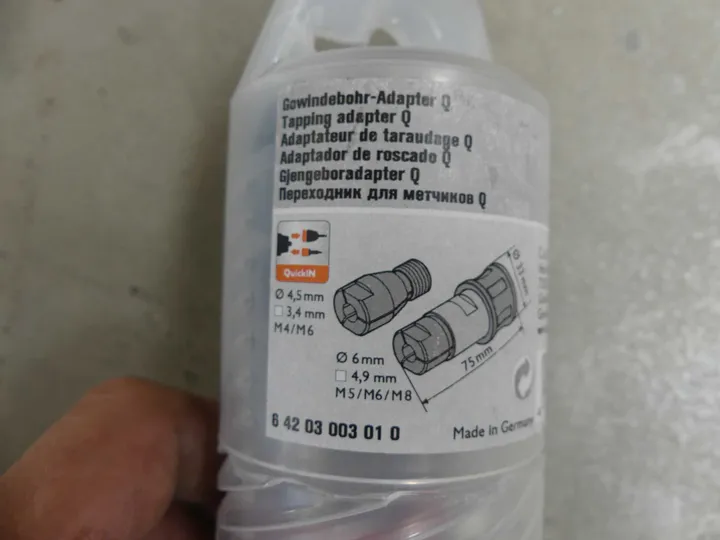 Gewindebohr-Adapter Q
Tapping adapter Q
Adaptateur de taraudage Q
Adaptador de roscado Q
Gjengeboradapter Q
Переходник для метчиков Q
QuickIN
Ø 4,5 mm
□ 3,4 mm
M4/M6
Ø 6 mm
□ 4,9 mm
M5/M6/M8
75 mm
6 42 03 003 01 0
Made In Germany